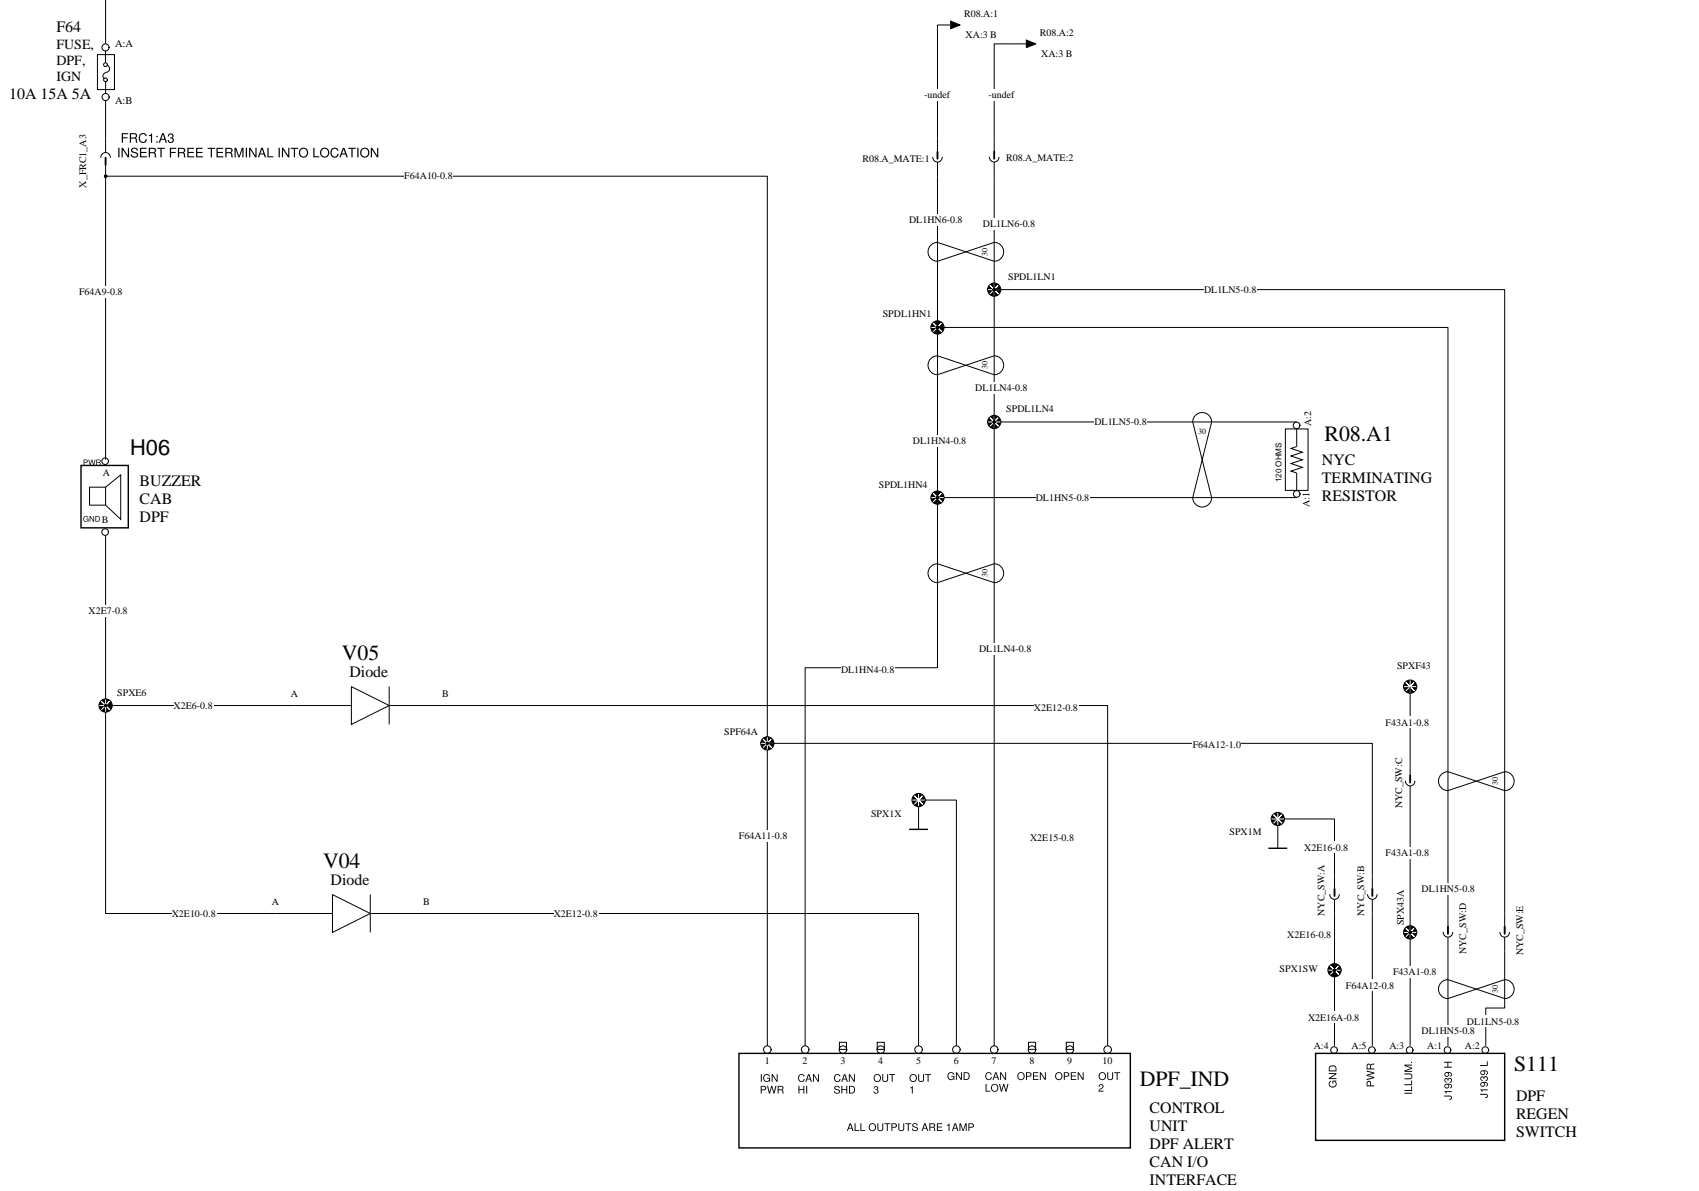 F64
FUSE,
DPF,
IGN
10A 15A 5A
A:A
A:B
X_FRC1_A3
FRC1:A3
INSERT FREE TERMINAL INTO LOCATION
F64A10-0.8
F64A9-0.8
R08.A:1
XA:3 B
R08.A:2
XA:3 B
-undef
-undef
R08.A_MATE:1
R08.A_MATE:2
DL1HN6-0.8
DL1LN6-0.8
30
SPDL1LN1
DL1LN5-0.8
SPDL1HN1
30
DL1LN4-0.8
SPDL1LN4
DL1LN5-0.8
30
A:2
120 OHMS
A:1
R08.A1
NYC
TERMINATING
RESISTOR
DL1HN4-0.8
SPDL1HN4
DL1HN5-0.8
30
H06
BUZZER
CAB
DPF
PWR
A
GND B
X2E7-0.8
V05
Diode
SPXE6
X2E6-0.8
A
B
X2E12-0.8
DL1HN4-0.8
DL1LN4-0.8
SPF64A
F64A12-1.0
SPXF43
F43A1-0.8
NYC_SW:C
30
SPX1X
F64A11-0.8
X2E15-0.8
SPX1M
X2E16-0.8
F43A1-0.8
V04
Diode
X2E10-0.8
A
B
X2E12-0.8
NYC_SW:A
NYC_SW:B
DL1HN5-0.8
SPX43A
NYC_SW:D
NYC_SW:E
X2E16-0.8
SPX1SW
F43A1-0.8
F64A12-0.8
30
X2E16A-0.8
DL1HN5-0.8
DL1LN5-0.8
1
2
3
4
5
6
7
8
9
10
IGN
PWR
CAN
HI
CAN
SHD
OUT
3
OUT
1
GND
CAN
LOW
OPEN
OPEN
OUT
2
ALL OUTPUTS ARE 1AMP
DPF_IND
CONTROL
UNIT
DPF ALERT
CAN I/O
INTERFACE
A:4
A:5
A:3
A:1
A:2
GND
PWR
ILLUM.
J1939 H
J1939 L
S111
DPF
REGEN
SWITCH